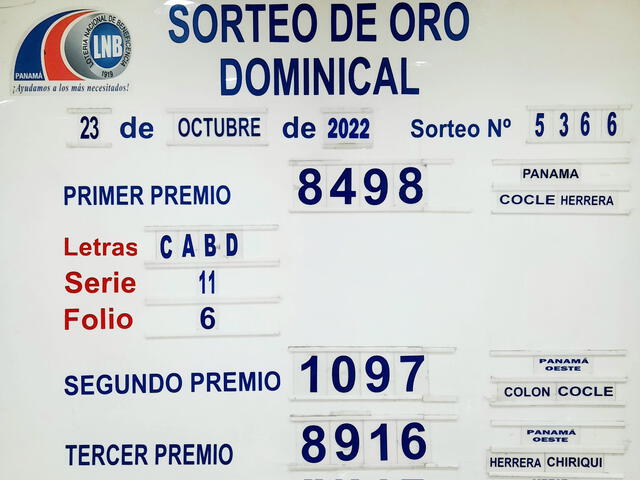 SORTEO DE ORO
DOMINICAL
LOTERIA NACIONAL DE BENEFICENCIA
LNB
1919
PANAMÁ
¡Ayudamos a los más necesitados!
23 de OCTUBRE de 2022 Sorteo Nº 5366
PRIMER PREMIO 8498 PANAMA
COCLE HERRERA
Letras CABD
Serie 11
Folio 6
SEGUNDO PREMIO 1097 PANAMÁ
OESTE
COLON COCLE
TERCER PREMIO 8916 PANAMÁ
OESTE
HERRERA CHIRIQUI